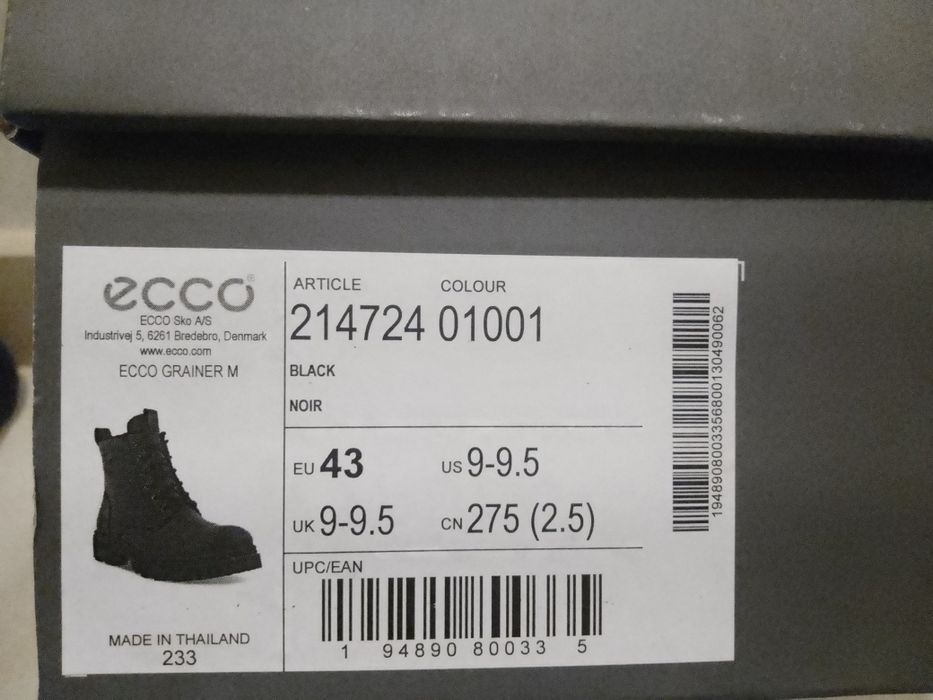 ecco®
ECCO Sko A/S
Industrivej 5, 6261 Bredebro, Denmark
www.ecco.com
ECCO GRAINER M
MADE IN THAILAND
233
ARTICLE COLOUR
214724 01001
BLACK
NOIR
EU 43 US 9-9.5
UK 9-9.5 CN 275 (2.5)
UPC/EAN
1 94890 80033 5
194890800335680013049​0062